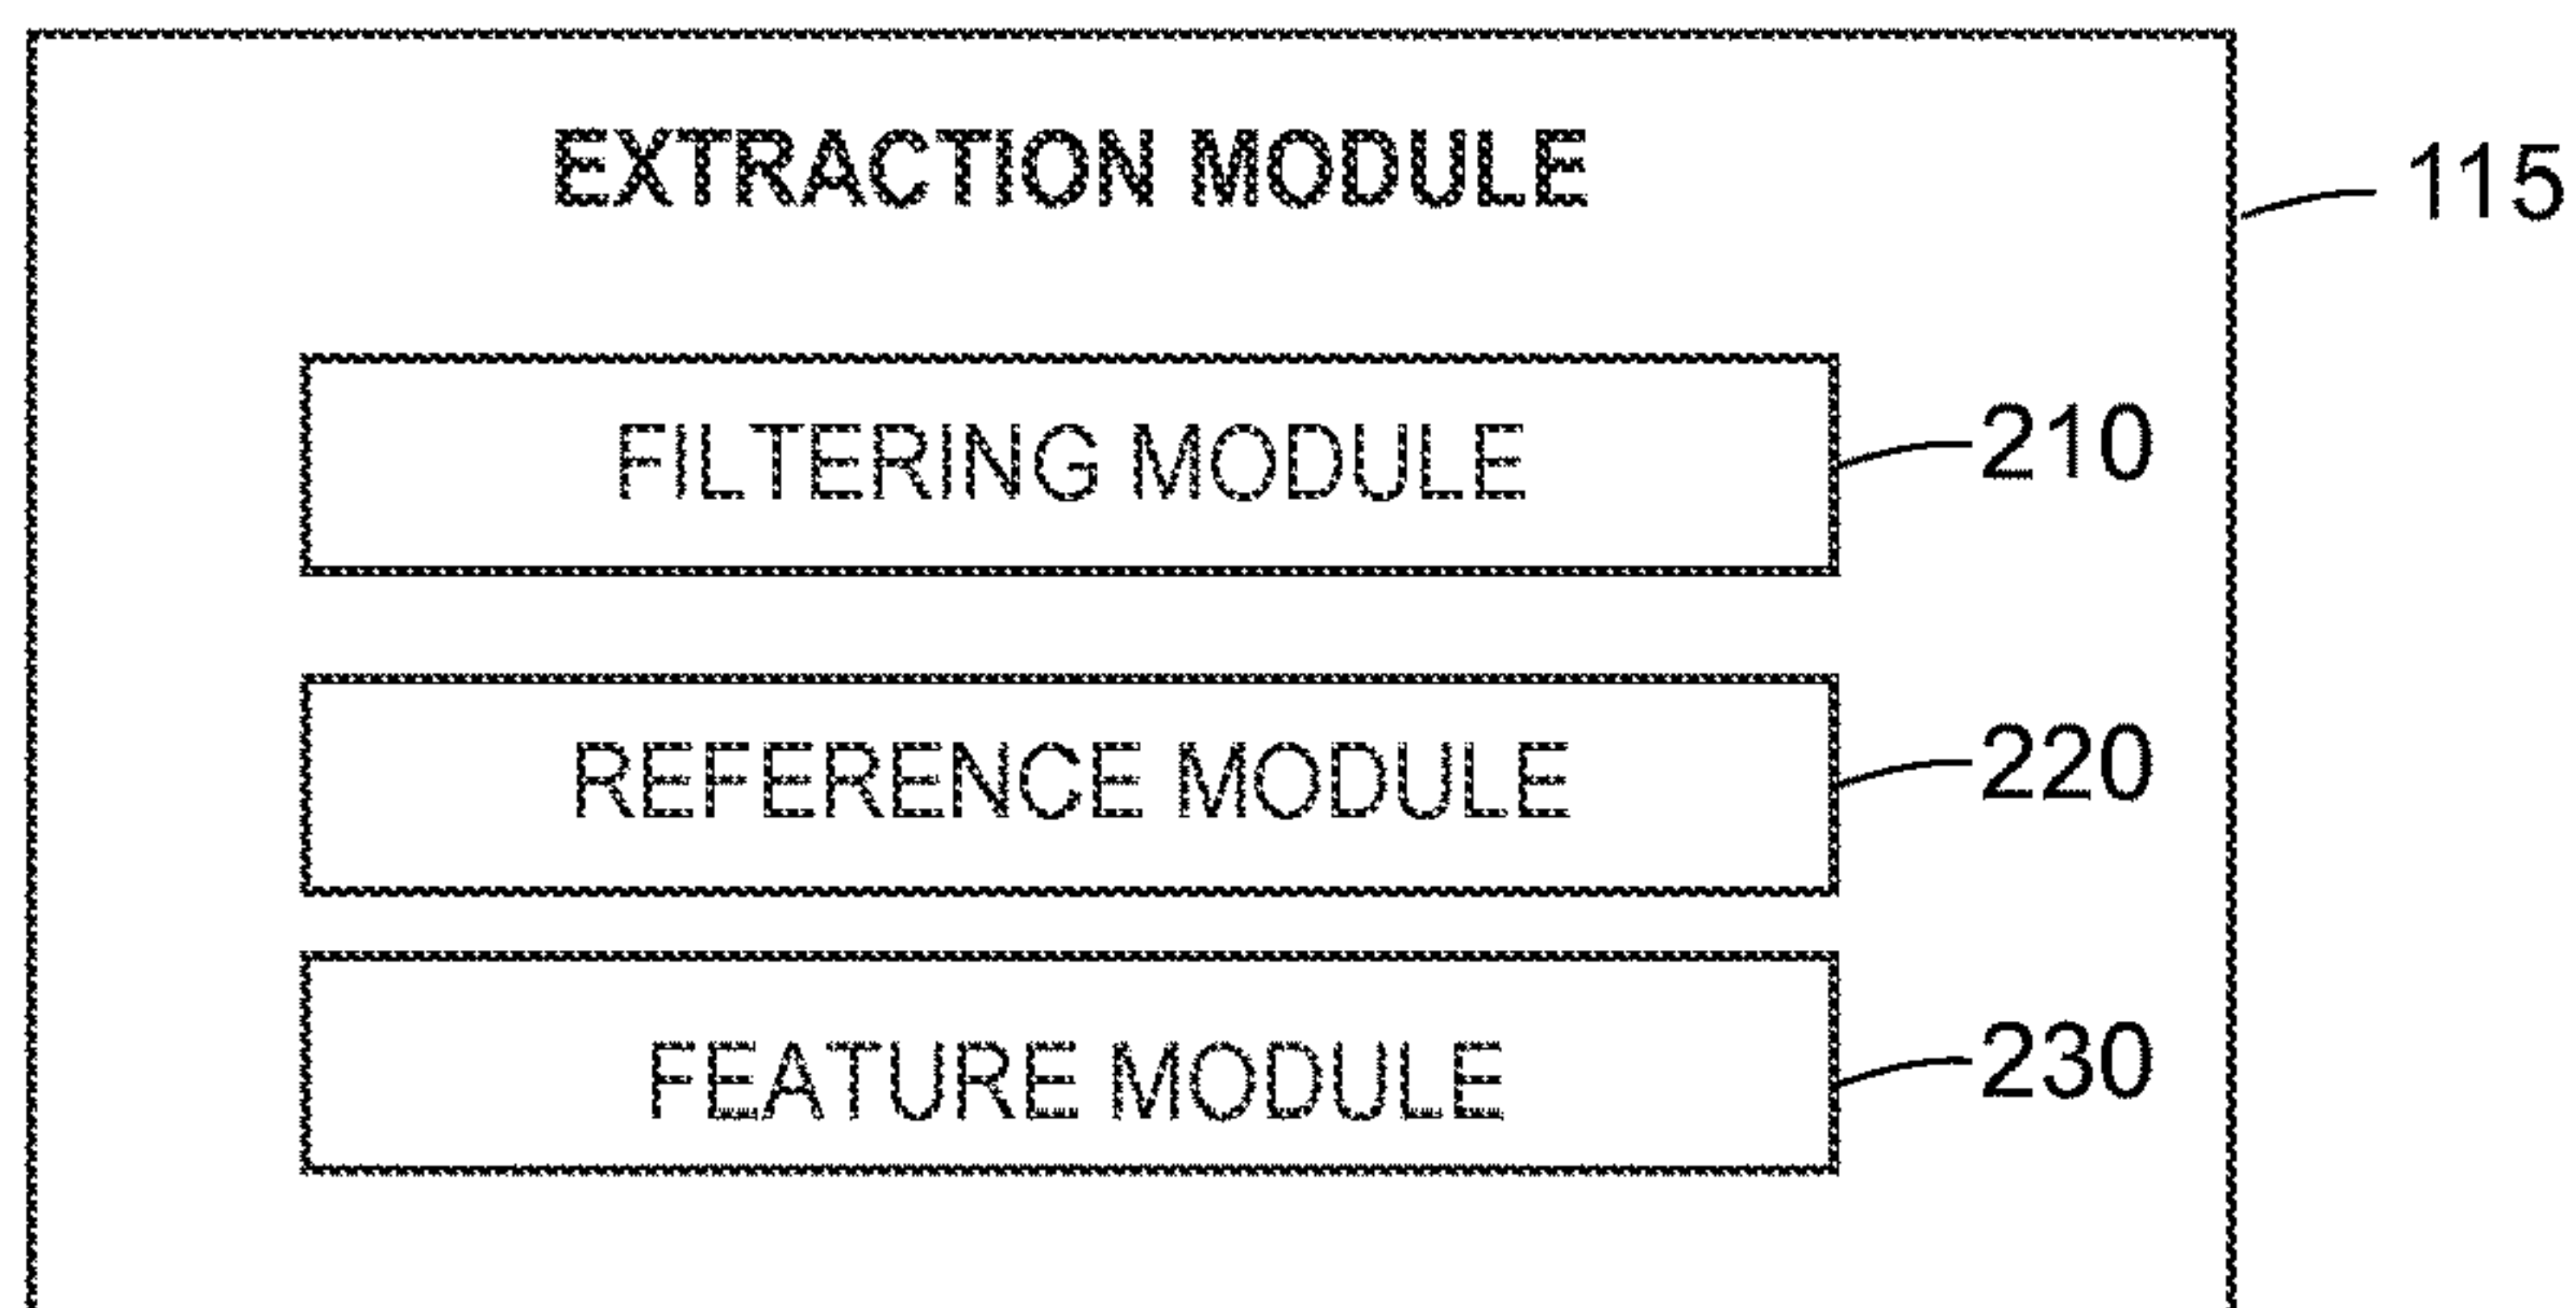 EXTRACTION MODULE
115
FILTERING MODULE
210
REFERENCE MODULE
220
FEATURE MODULE
230